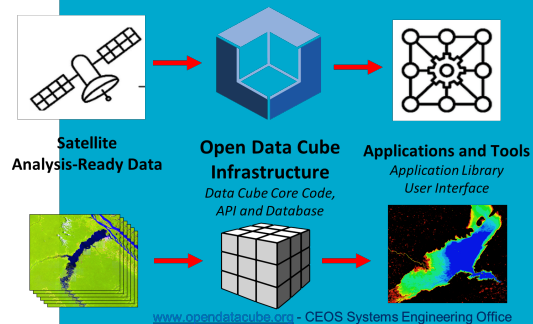 Satellite
Analysis-Ready Data
Open Data Cube
Infrastructure
Data Cube Core Code,
API and Database
Applications and Tools
Application Library
User Interface
www.opendatacube.org - CEOS Systems Engineering Office